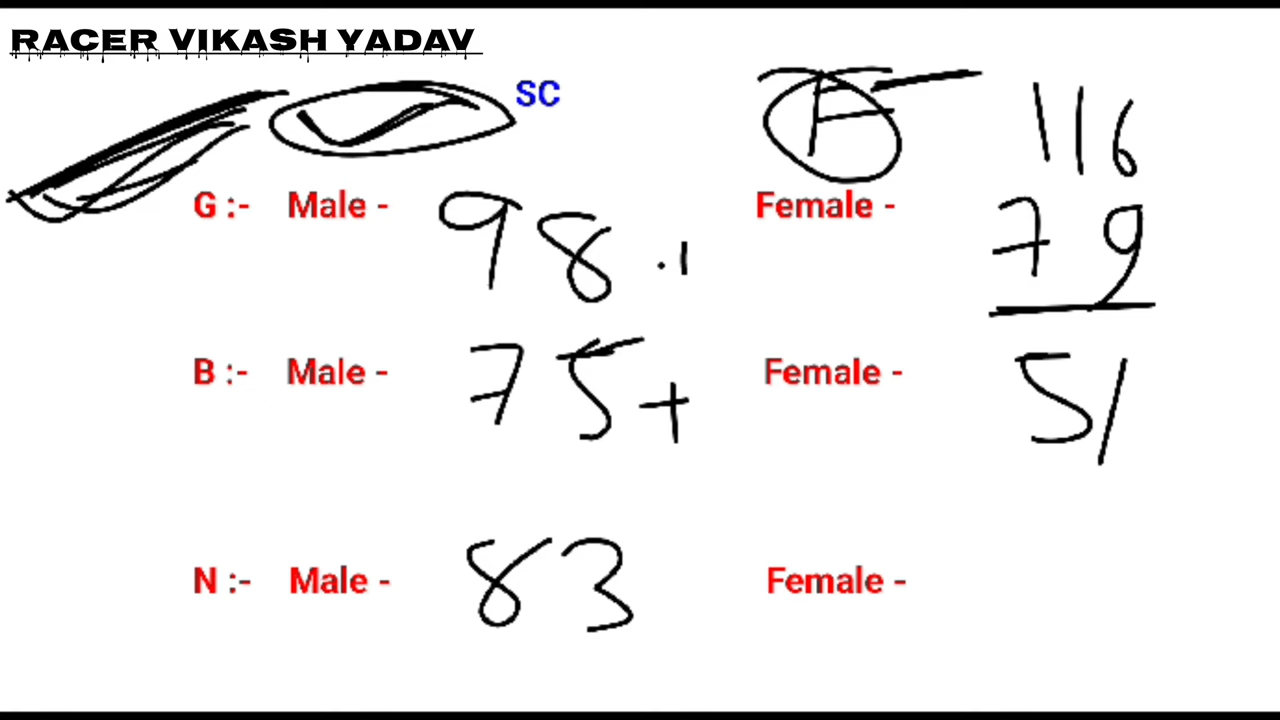 RACER VIKASH YADAV
SC F 116
G :- Male - 98.1 Female - 79
B :- Male - 75+ Female - 51
N :- Male - 83 Female -